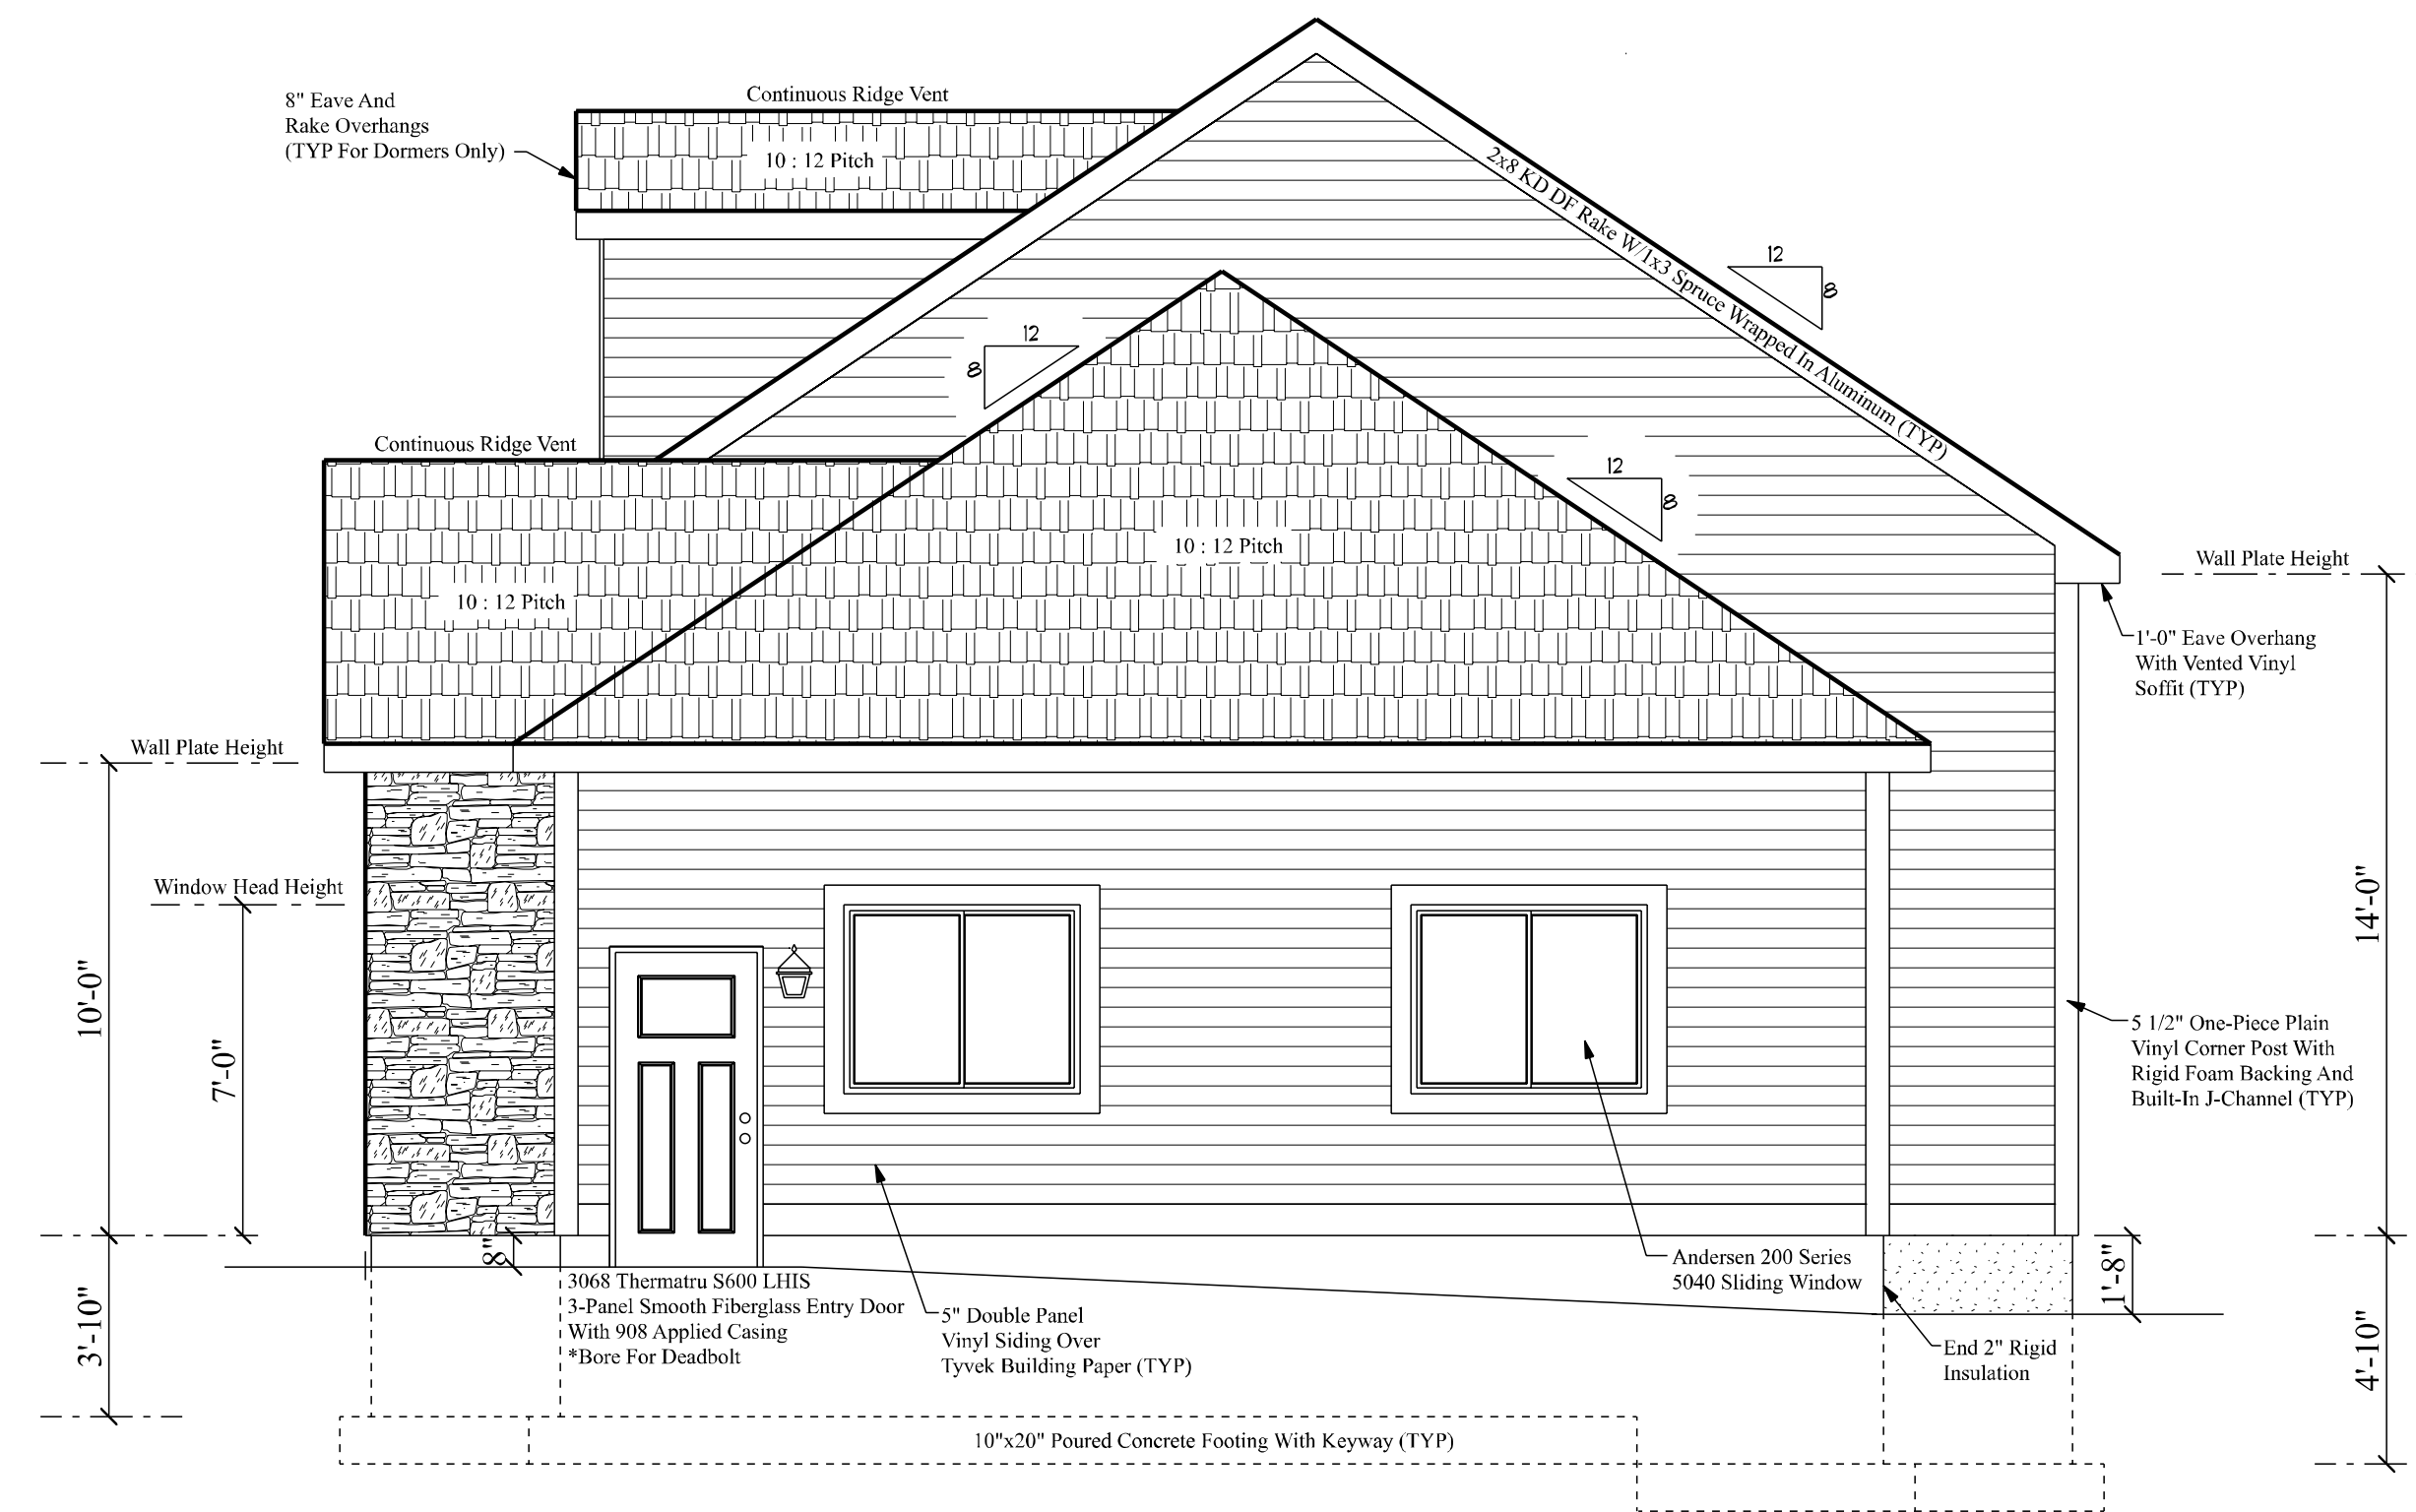 Continuous Ridge Vent
8" Eave And
Rake Overhangs
(TYP For Dormers Only)
10 : 12 Pitch
2x8 KD DF Rake W/1x3 Spruce Wrapped In Aluminum (TYP)
12
8
12
8
Continuous Ridge Vent
12
8
10 : 12 Pitch
10 : 12 Pitch
Wall Plate Height
1'-0" Eave Overhang
With Vented Vinyl
Soffit (TYP)
Wall Plate Height
Window Head Height
14'-0"
10'-0"
7'-0"
5 1/2" One-Piece Plain
Vinyl Corner Post With
Rigid Foam Backing And
Built-In J-Channel (TYP)
8"
1'-8"
Andersen 200 Series
5040 Sliding Window
3068 Thermatru S600 LHIS
3-Panel Smooth Fiberglass Entry Door
With 908 Applied Casing
*Bore For Deadbolt
5" Double Panel
Vinyl Siding Over
Tyvek Building Paper (TYP)
3'-10"
4'-10"
End 2" Rigid
Insulation
10"x20" Poured Concrete Footing With Keyway (TYP)